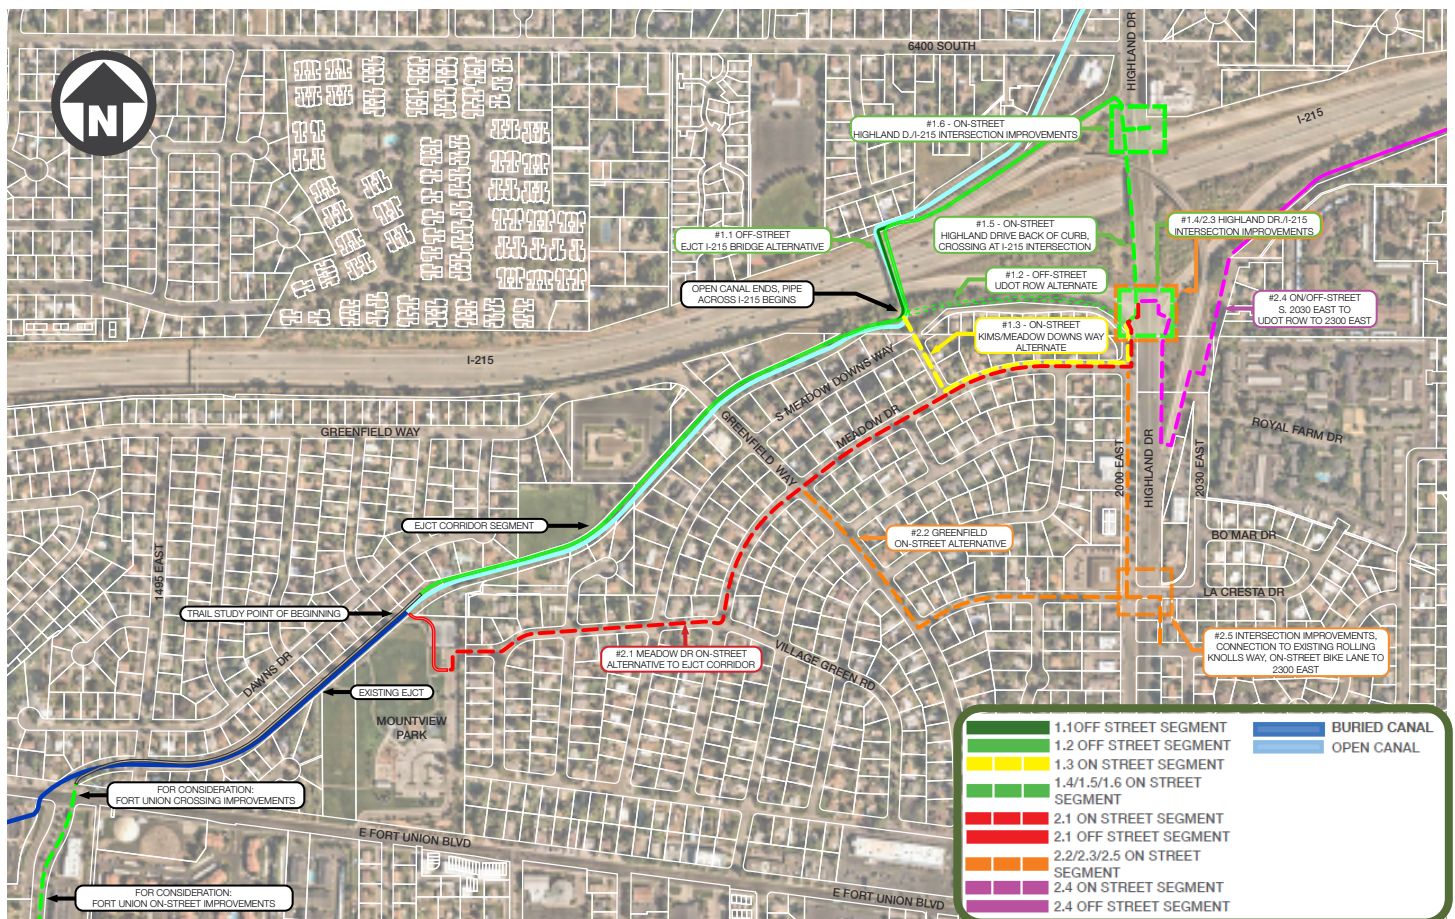 6400 SOUTH
HIGHLAND DR
I-215
N
#1.6 - ON-STREET
HIGHLAND D./I-215 INTERSECTION IMPROVEMENTS
#1.1 OFF-STREET
EJCT I-215 BRIDGE ALTERNATIVE
#1.5 - ON-STREET
HIGHLAND DRIVE BACK OF CURB,
CROSSING AT I-215 INTERSECTION
#1.4/2.3 HIGHLAND DR./I-215
INTERSECTION IMPROVEMENTS
OPEN CANAL ENDS, PIPE
ACROSS I-215 BEGINS
#1.2 - OFF-STREET
UDOT ROW ALTERNATE
#2.4 ON/OFF-STREET
S. 2030 EAST TO
UDOT ROW TO 2300 EAST
#1.3 - ON-STREET
KIMS/MEADOW DOWNS WAY
ALTERNATE
I-215
S MEADOW DOWNS WAY
GREENFIELD WAY
GREENFIELD WAY
MEADOW DR
ROYAL FARM DR
2000 EAST
HIGHLAND DR
2030 EAST
EJCT CORRIDOR SEGMENT
#2.2 GREENFIELD
ON-STREET ALTERNATIVE
BO MAR DR
1495 EAST
LA CRESTA DR
TRAIL STUDY POINT OF BEGINNING
#2.1 MEADOW DR ON-STREET
ALTERNATIVE TO EJCT CORRIDOR
VILLAGE GREEN RD
#2.5 INTERSECTION IMPROVEMENTS,
CONNECTION TO EXISTING ROLLING
KNOLLS WAY, ON-STREET BIKE LANE TO
2300 EAST
DAWNS DR
EXISTING EJCT
MOUNTVIEW
PARK
FOR CONSIDERATION:
FORT UNION CROSSING IMPROVEMENTS
E FORT UNION BLVD
E FORT UNION BLVD
FOR CONSIDERATION:
FORT UNION ON-STREET IMPROVEMENTS
1.1OFF STREET SEGMENT
1.2 OFF STREET SEGMENT
1.3 ON STREET SEGMENT
1.4/1.5/1.6 ON STREET
SEGMENT
2.1 ON STREET SEGMENT
2.1 OFF STREET SEGMENT
2.2/2.3/2.5 ON STREET
SEGMENT
2.4 ON STREET SEGMENT
2.4 OFF STREET SEGMENT
BURIED CANAL
OPEN CANAL